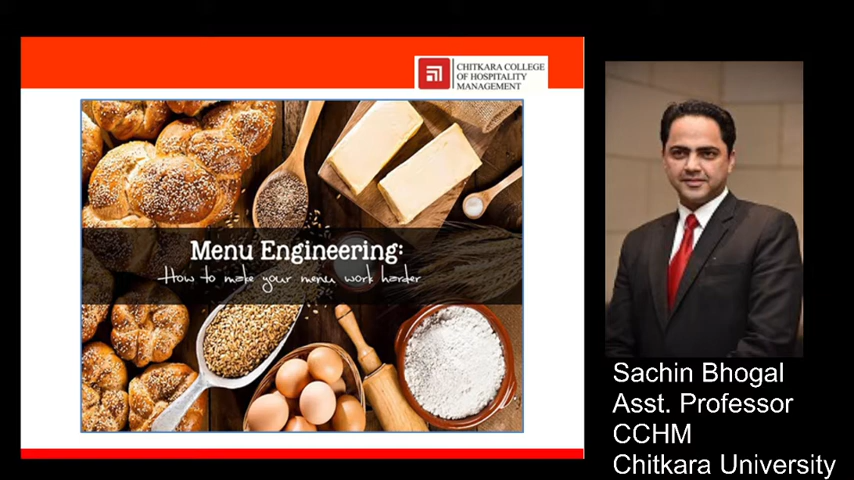 CHITKARA COLLEGE
OF HOSPITALITY
MANAGEMENT
Menu Engineering:
How to make your menu work harder
Sachin Bhogal
Asst. Professor
CCHM
Chitkara University